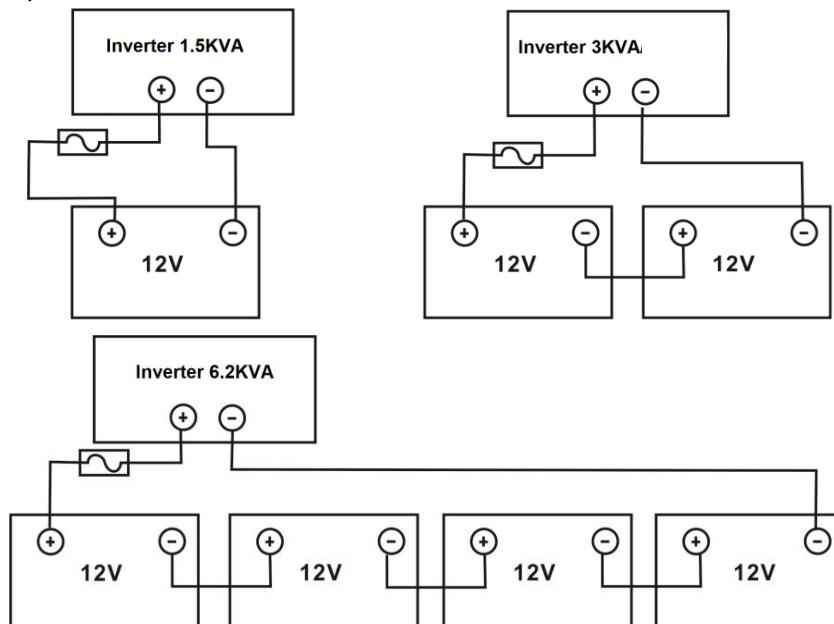 Inverter 1.5KVA
Inverter 3KVA
+ −
+ −
+ −
12V
+ − + −
12V 12V
Inverter 6.2KVA
+ −
+ − + − + − + −
12V 12V 12V 12V